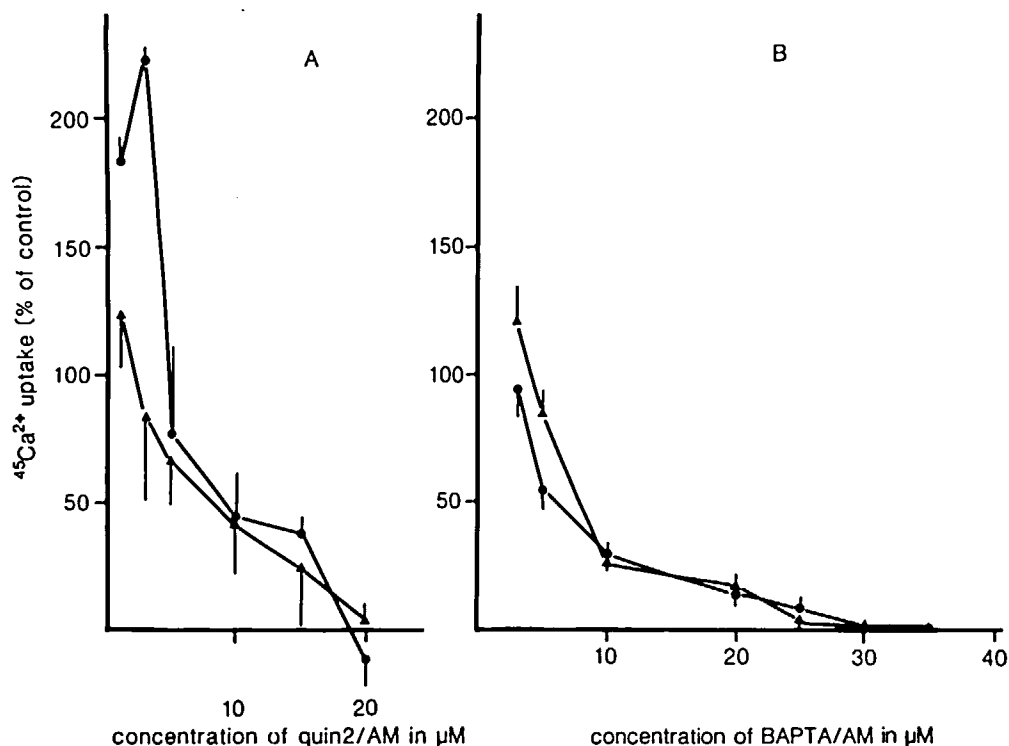 A
B
⁴⁵Ca²⁺ uptake (% of control)
200
150
100
50
10
20
concentration of quin2/AM in µM
200
150
100
50
10
20
30
40
concentration of BAPTA/AM in µM